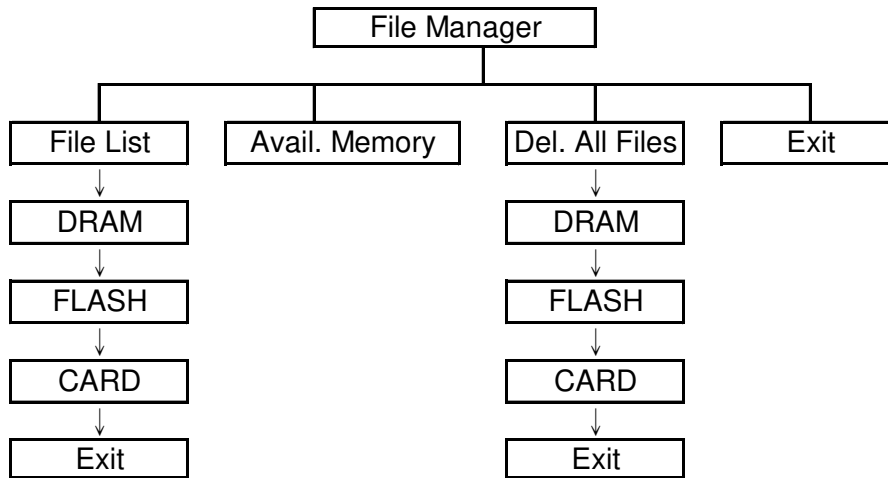 File Manager
File List
Avail. Memory
Del. All Files
Exit
DRAM
DRAM
FLASH
FLASH
CARD
CARD
Exit
Exit